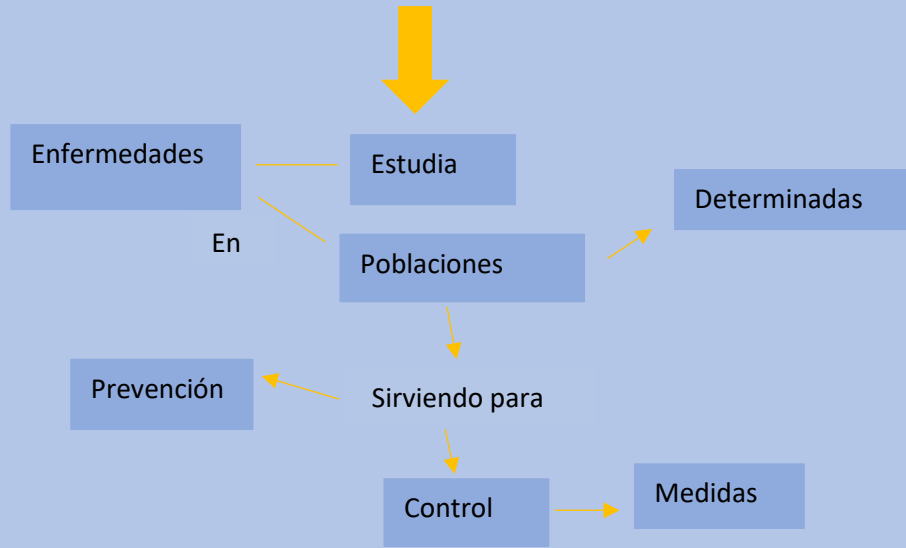 Enfermedades
Estudia
Determinadas
En
Poblaciones
Prevención
Sirviendo para
Control
Medidas